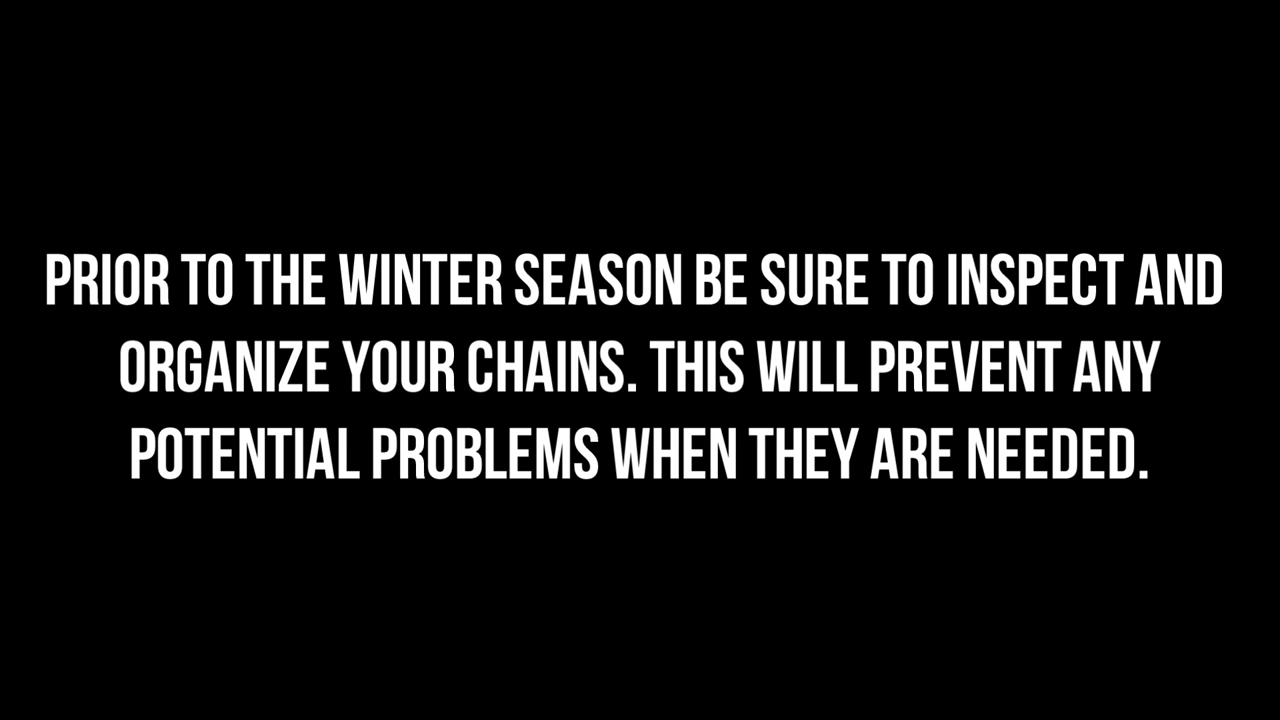 PRIOR TO THE WINTER SEASON BE SURE TO INSPECT AND
ORGANIZE YOUR CHAINS. THIS WILL PREVENT ANY
POTENTIAL PROBLEMS WHEN THEY ARE NEEDED.